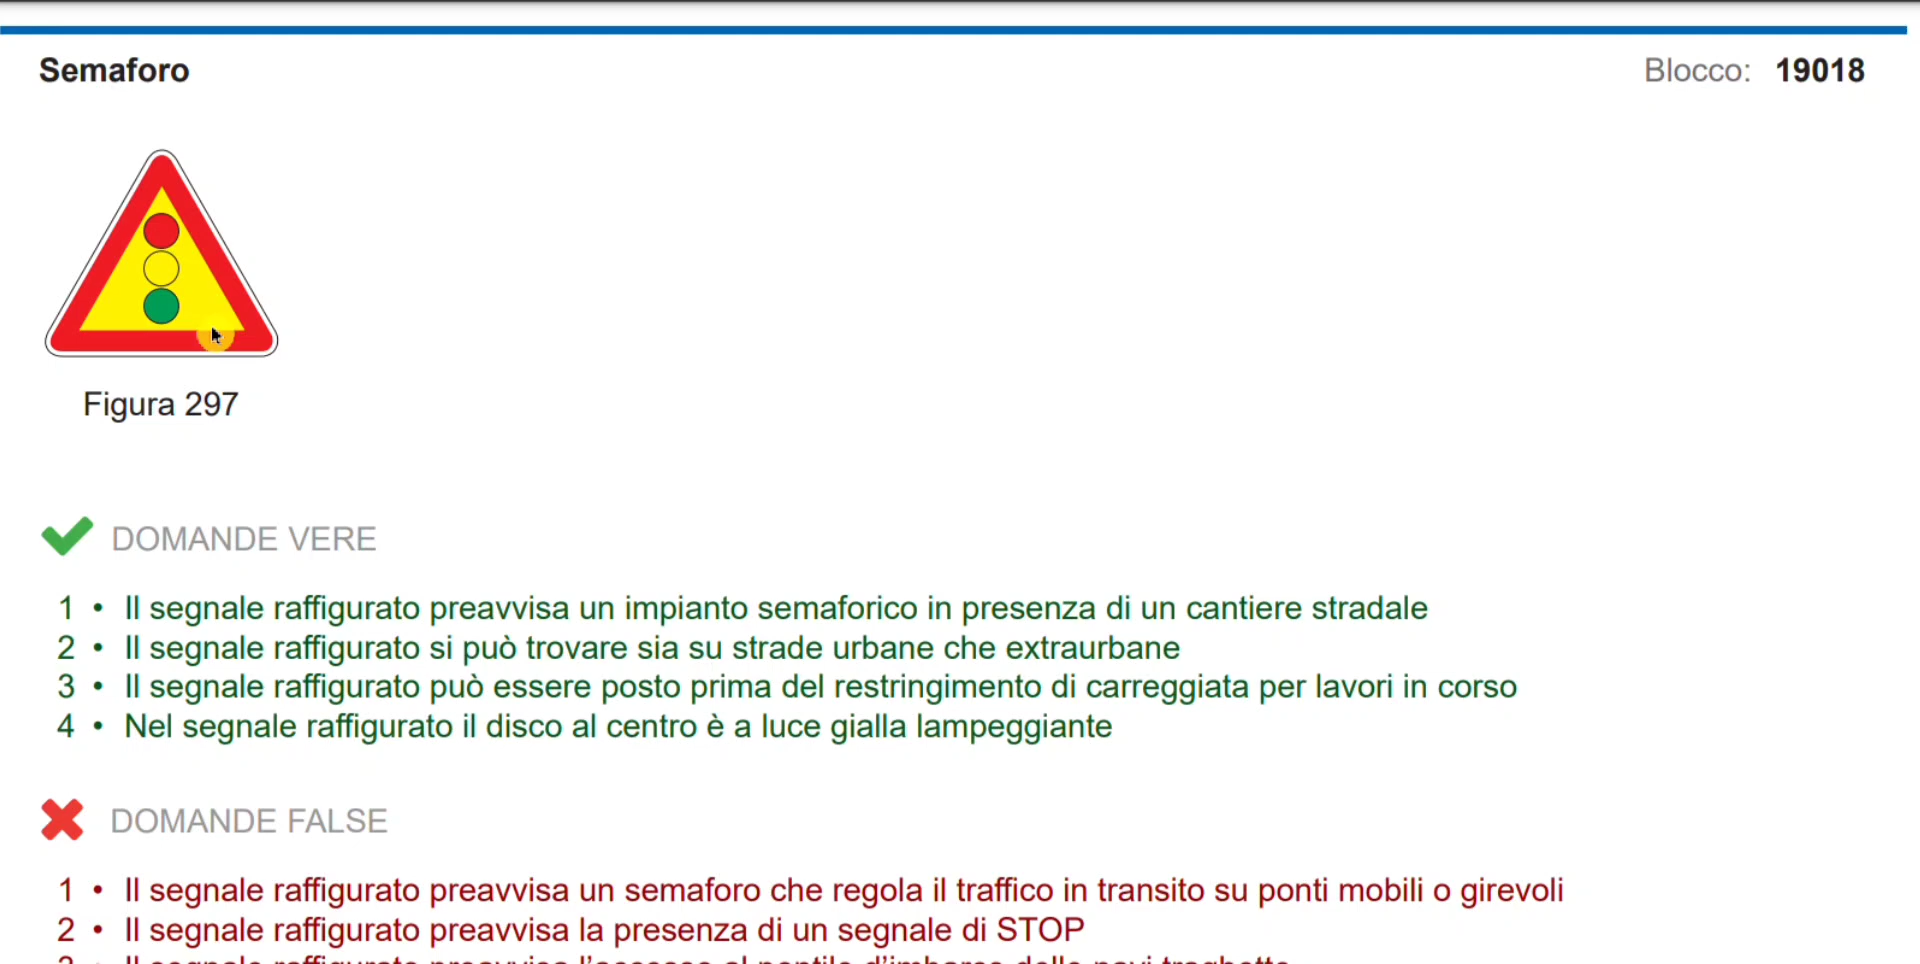 Semaforo
Blocco: 19018
Figura 297
DOMANDE VERE
1 • Il segnale raffigurato preavvisa un impianto semaforico in presenza di un cantiere stradale
2 • Il segnale raffigurato si può trovare sia su strade urbane che extraurbane
3 • Il segnale raffigurato può essere posto prima del restringimento di carreggiata per lavori in corso
4 • Nel segnale raffigurato il disco al centro è a luce gialla lampeggiante
DOMANDE FALSE
1 • Il segnale raffigurato preavvisa un semaforo che regola il traffico in transito su ponti mobili o girevoli
2 • Il segnale raffigurato preavvisa la presenza di un segnale di STOP